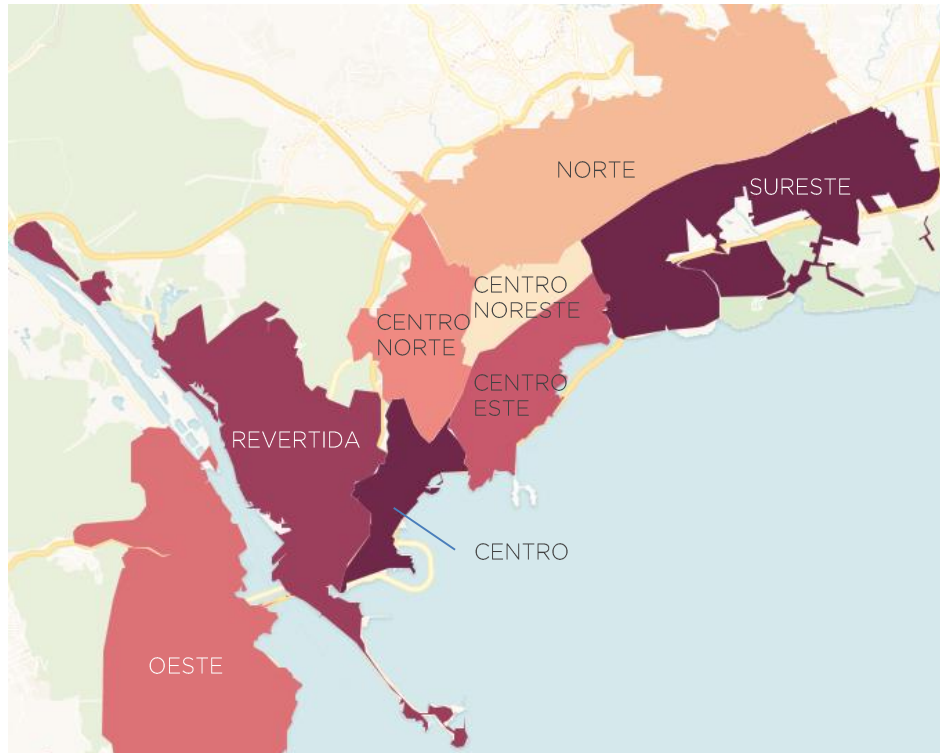 NORTE
SURESTE
CENTRO
NORESTE
CENTRO
NORTE
CENTRO
ESTE
REVERTIDA
CENTRO
OESTE